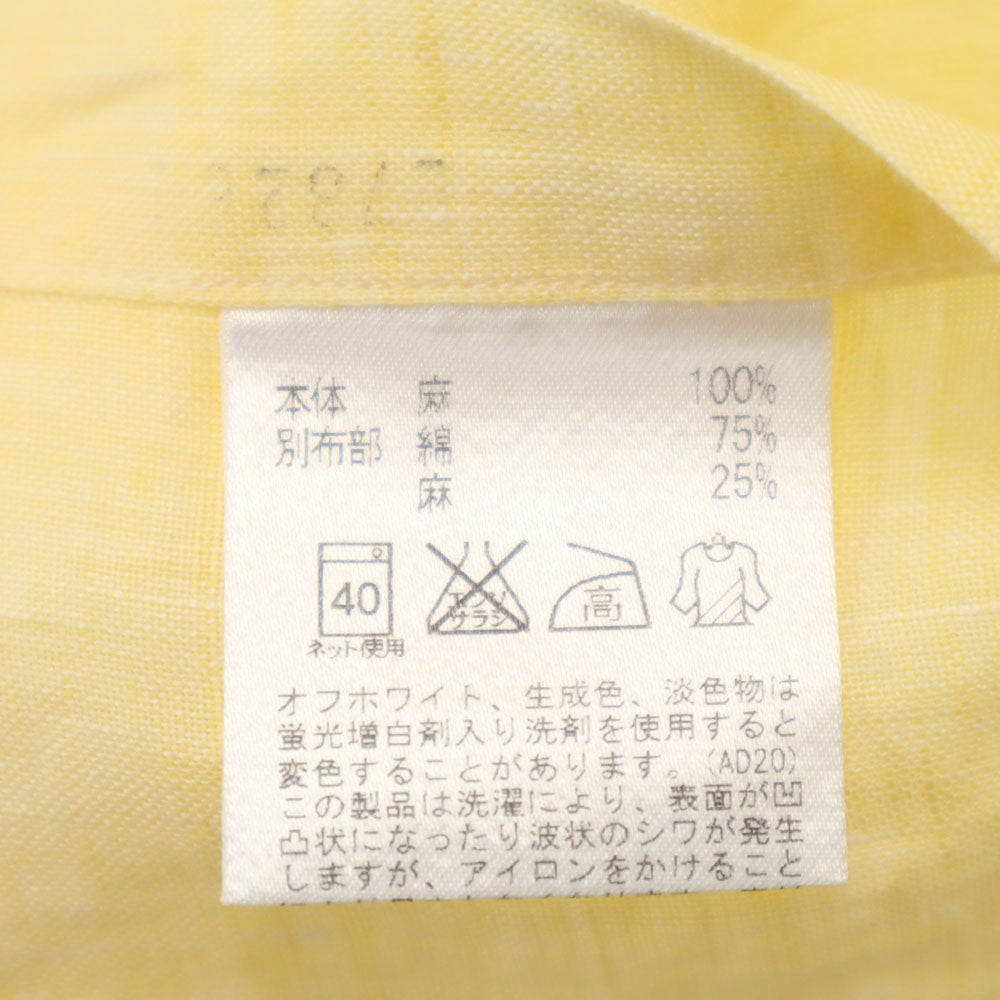 本体 麻 100%
別布部 綿 75%
麻 25%
40
エンソ
サラシ
高
ネット使用
オフホワイト、生成色、淡色物は
蛍光増白剤入り洗剤を使用すると
変色することがあります。(AD20)
この製品は洗濯により、表面が凹
凸状になったり波状のシワが発生
しますが、アイロンをかけること